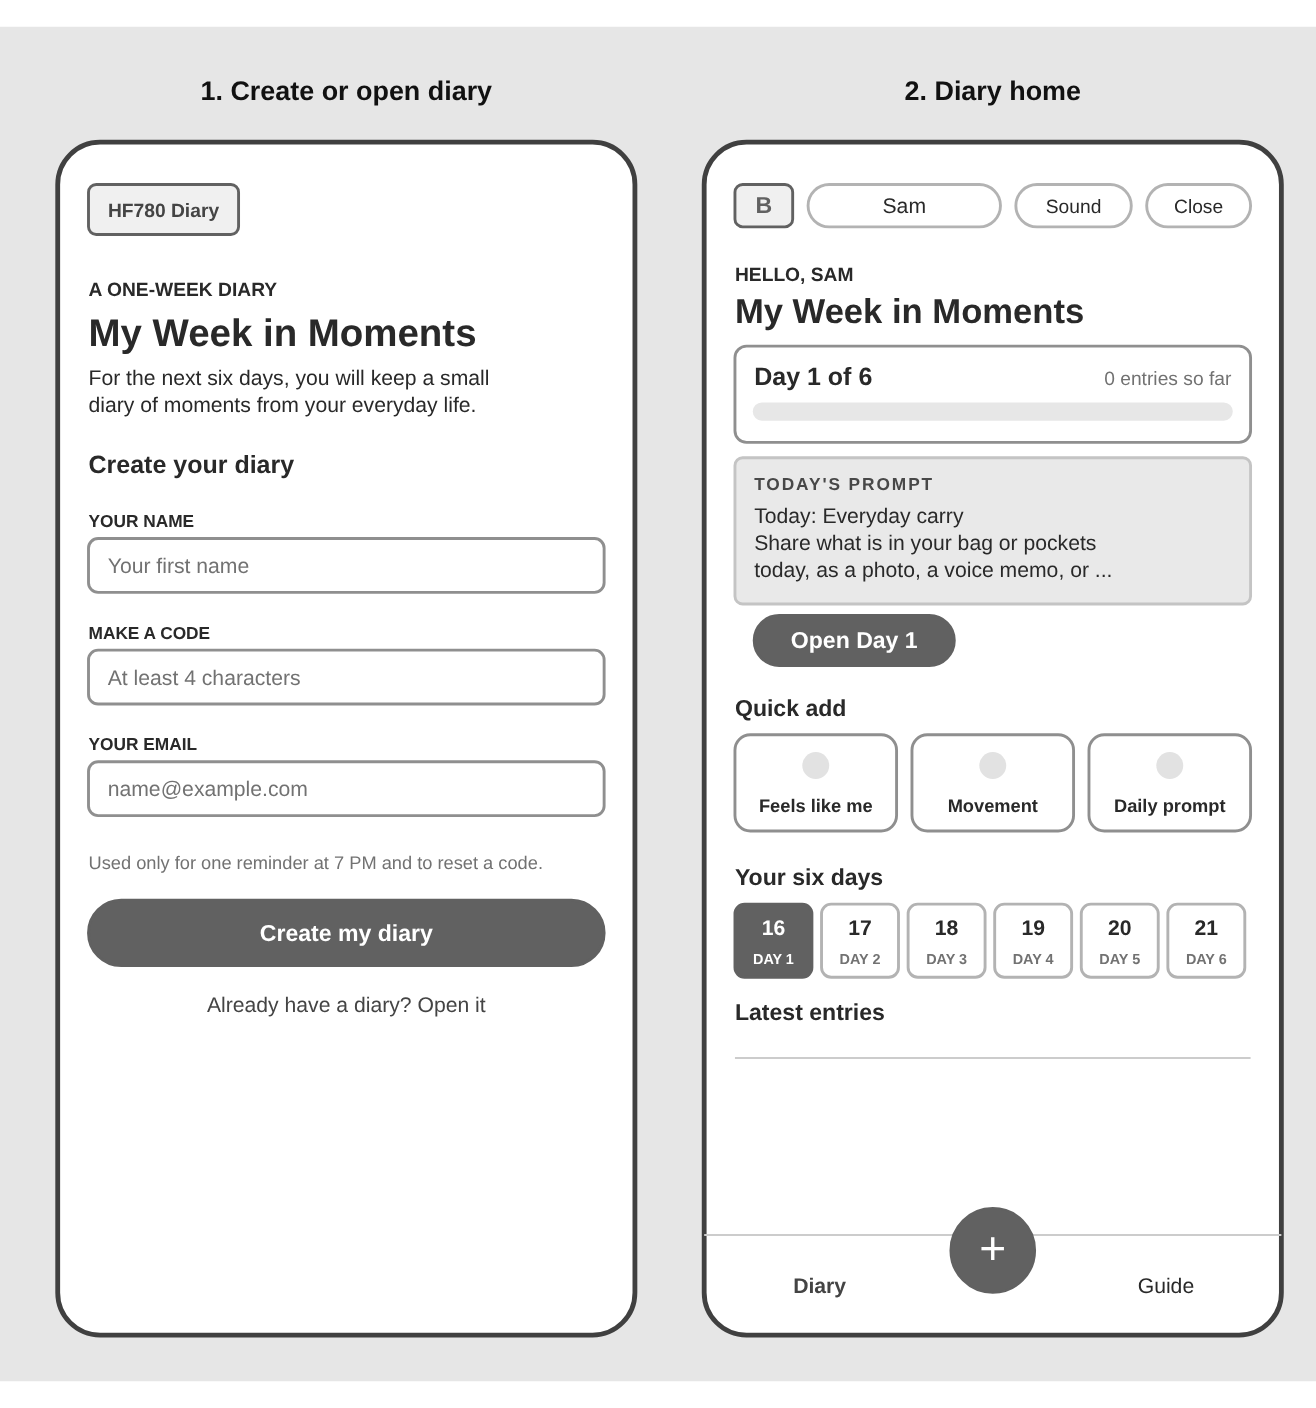 1. Create or open diary
HF780 Diary
A ONE-WEEK DIARY
My Week in Moments
For the next six days, you will keep a small
diary of moments from your everyday life.
Create your diary
YOUR NAME
Your first name
MAKE A CODE
At least 4 characters
YOUR EMAIL
name@example.com
Used only for one reminder at 7 PM and to reset a code.
Create my diary
Already have a diary? Open it
2. Diary home
B Sam Sound Close
HELLO, SAM
My Week in Moments
Day 1 of 6 0 entries so far
TODAY'S PROMPT
Today: Everyday carry
Share what is in your bag or pockets
today, as a photo, a voice memo, or ...
Open Day 1
Quick add
Feels like me Movement Daily prompt
Your six days
16 17 18 19 20 21
DAY 1 DAY 2 DAY 3 DAY 4 DAY 5 DAY 6
Latest entries
+
Diary Guide